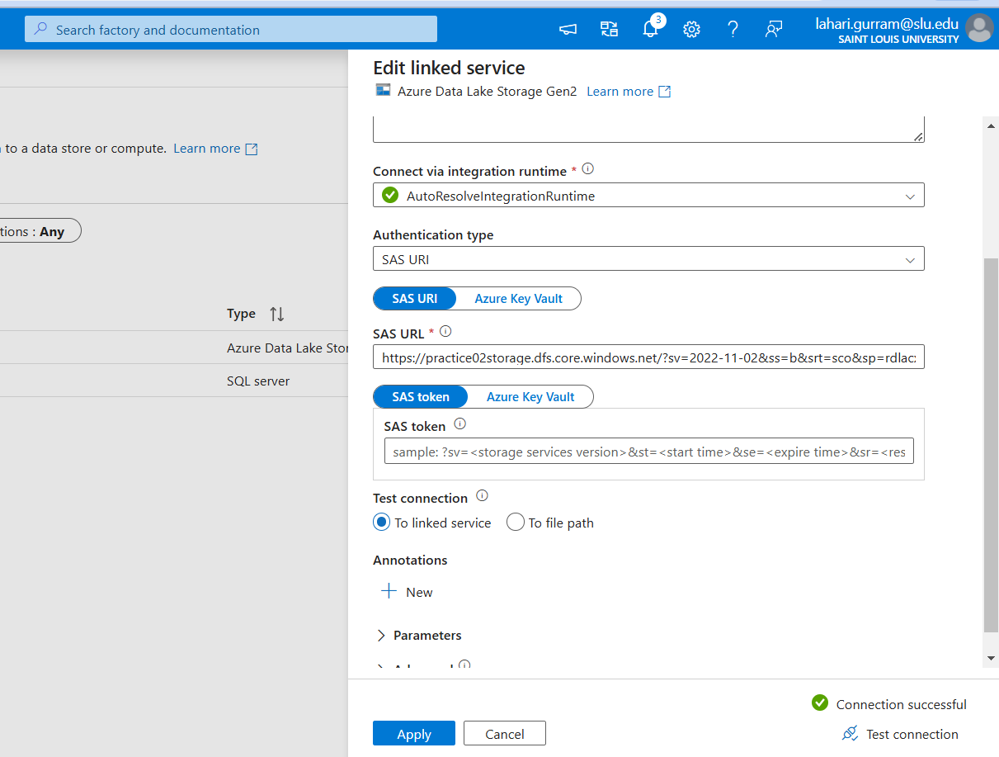 Search factory and documentation
3
lahari.gurram@slu.edu
SAINT LOUIS UNIVERSITY
Edit linked service
Azure Data Lake Storage Gen2 Learn more
to a data store or compute. Learn more
Connect via integration runtime * 
AutoResolveIntegrationRuntime
tions : Any
Authentication type
SAS URI
SAS URI Azure Key Vault
Type
SAS URL *
Azure Data Lake Stor
https://practice02storage.dfs.core.windows.net/?sv=2022-11-02&ss=b&srt=sco&sp=rdlacx
SQL server
SAS token Azure Key Vault
SAS token
sample: ?sv=<storage services version>&st=<start time>&se=<expire time>&sr=<res
Test connection
To linked service To file path
Annotations
New
Parameters
Connection successful
Apply Cancel Test connection